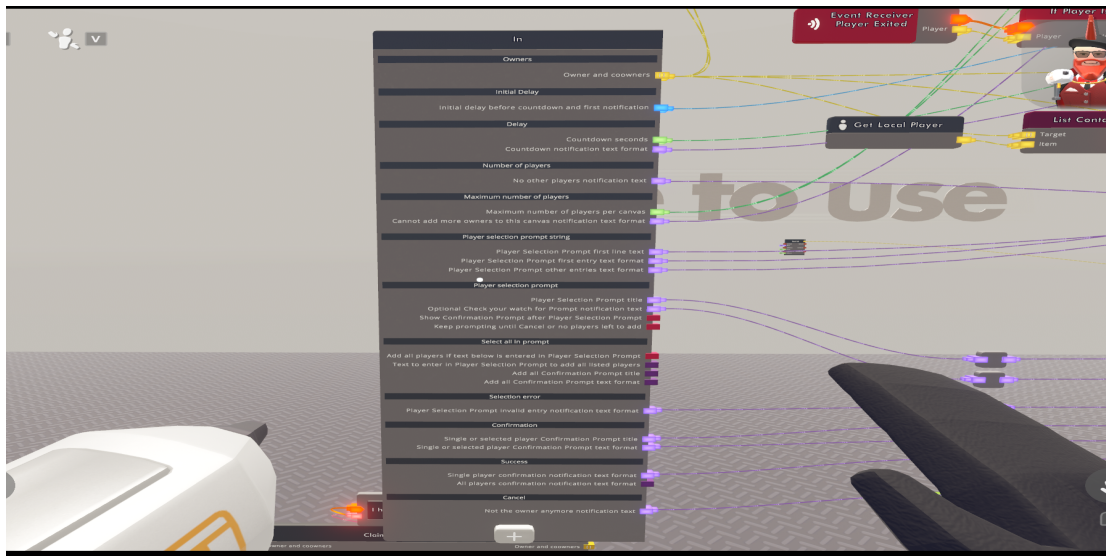 V
In
Owners
Owner and coowners
Initial Delay
Initial delay before countdown and first notification
Delay
Countdown seconds
Countdown notification text format
Number of players
No other players notification text
Maximum number of players
Maximum number of players per canvas
Cannot add more owners to this canvas notification text format
Player selection prompt string
Player Selection Prompt first line text
Player Selection Prompt first entry text format
Player Selection Prompt other entries text format
Player selection prompt
Player Selection Prompt title
Optional Check your watch for Prompt notification text
Show Confirmation Prompt after Player Selection Prompt
Keep prompting until Cancel or no players left to add
Select all in prompt
Add all players if text below is entered in Player Selection Prompt
Text to enter in Player Selection Prompt to add all listed players
Add all Confirmation Prompt title
Add all Confirmation Prompt text format
Selection error
Player Selection Prompt invalid entry notification text format
Confirmation
Single or selected player Confirmation Prompt title
Single or selected player Confirmation Prompt text format
Success
Single player confirmation notification text format
All players confirmation notification text format
Cancel
Not the owner anymore notification text
+
Event Receiver
Player Exited
Player
Player
Get Local Player
List Conta
Target
Item
to use
Claim
Owner and coowners
Owner and coowners